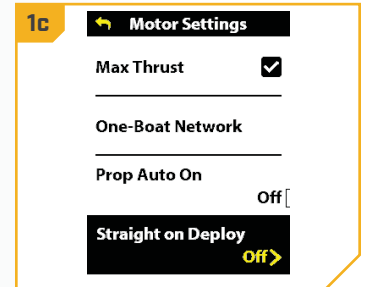 1c
Motor Settings
Max Thrust
One-Boat Network
Prop Auto On
Off [
Straight on Deploy
Off >